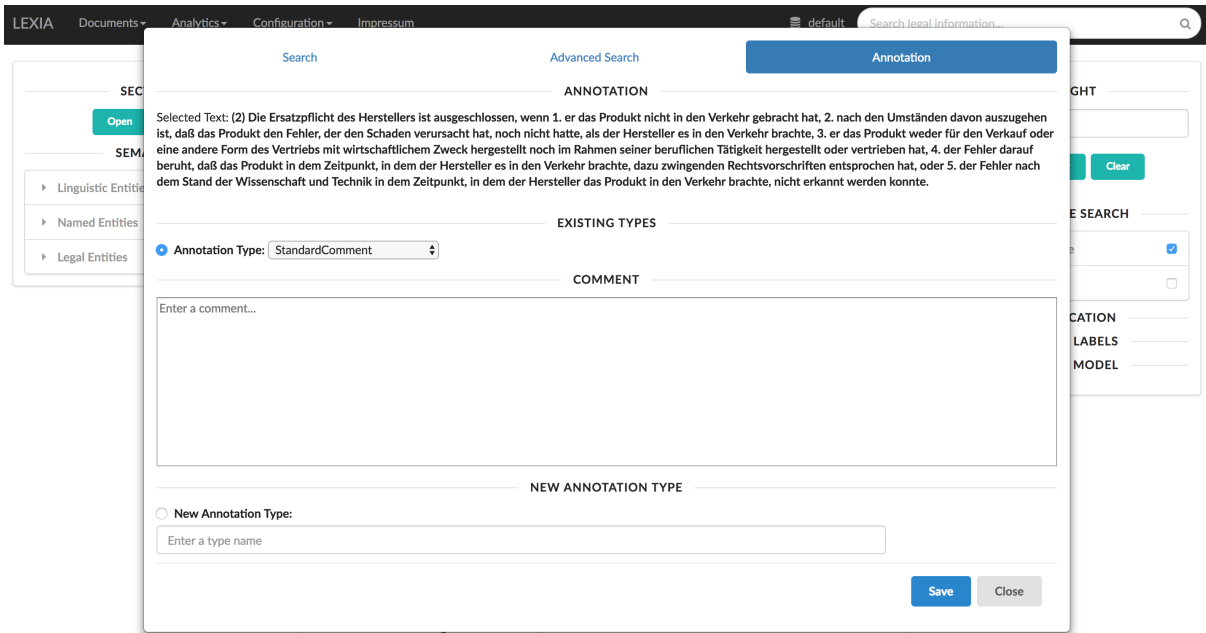 LEXIA Documents Analytics Configuration Impressum default Search legal information...
Search Advanced Search Annotation
ANNOTATION
Selected Text: (2) Die Ersatzpflicht des Herstellers ist ausgeschlossen, wenn 1. er das Produkt nicht in den Verkehr gebracht hat, 2. nach den Umständen davon auszugehen
ist, daß das Produkt den Fehler, der den Schaden verursacht hat, noch nicht hatte, als der Hersteller es in den Verkehr brachte, 3. er das Produkt weder für den Verkauf oder
eine andere Form des Vertriebs mit wirtschaftlichem Zweck hergestellt noch im Rahmen seiner beruflichen Tätigkeit hergestellt oder vertrieben hat, 4. der Fehler darauf
beruht, daß das Produkt in dem Zeitpunkt, in dem der Hersteller es in den Verkehr brachte, dazu zwingenden Rechtsvorschriften entsprochen hat, oder 5. der Fehler nach
dem Stand der Wissenschaft und Technik in dem Zeitpunkt, in dem der Hersteller das Produkt in den Verkehr brachte, nicht erkannt werden konnte.
EXISTING TYPES
Annotation Type: StandardComment
COMMENT
Enter a comment...
NEW ANNOTATION TYPE
New Annotation Type:
Enter a type name
Save Close
SEC
Open
SEMA
Linguistic Entitie
Named Entities
Legal Entities
GHT
Clear
E SEARCH
e
CATION
LABELS
MODEL